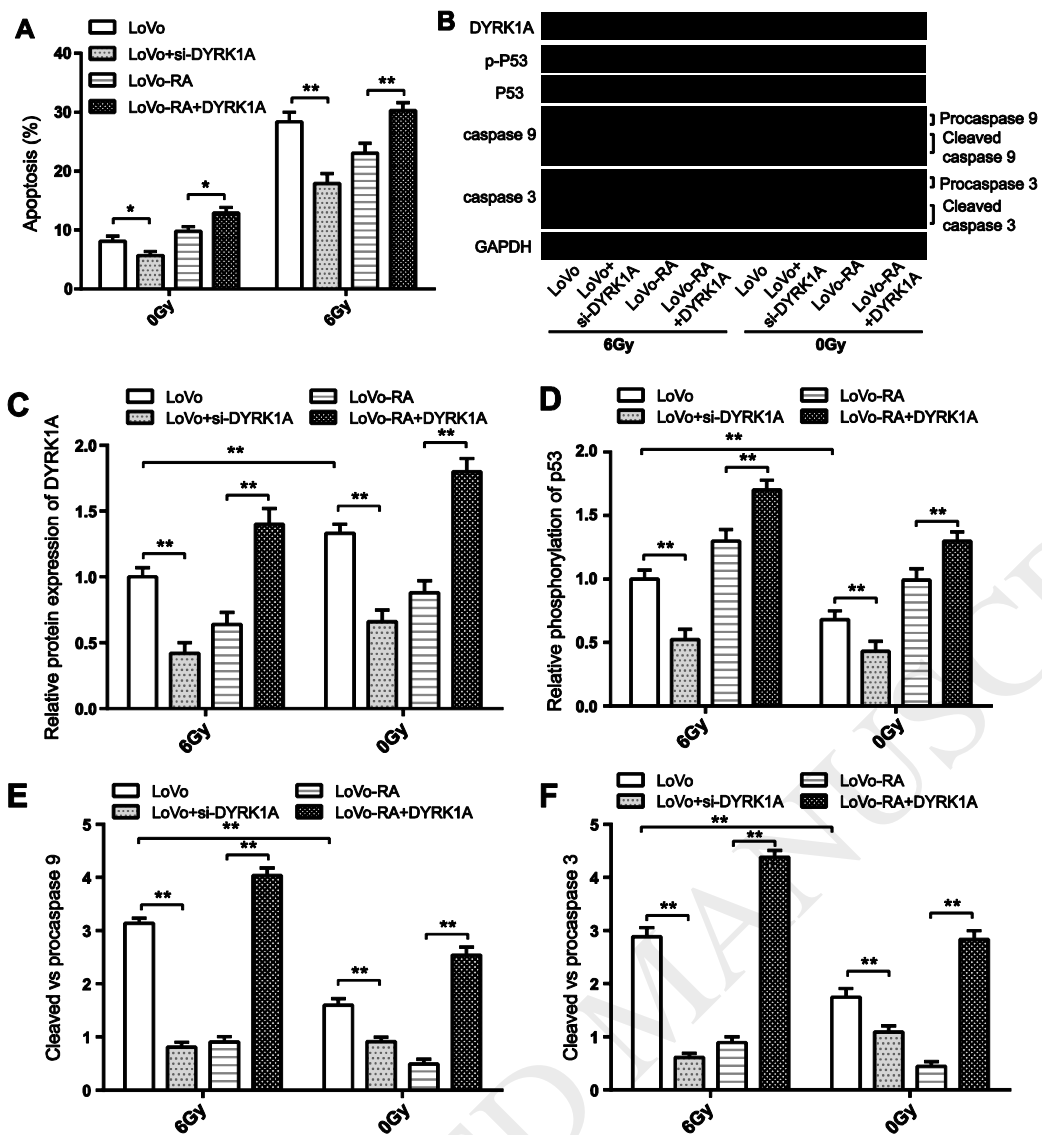 A
LoVo
LoVo+si-DYRK1A
LoVo-RA
LoVo-RA+DYRK1A
Apoptosis (%)
40
30
20
10
0
*
*
**
**
0Gy
6Gy
B
DYRK1A
p-P53
P53
caspase 9
caspase 3
GAPDH
Procaspase 9
Cleaved
caspase 9
Procaspase 3
Cleaved
caspase 3
LoVo
LoVo+
si-DYRK1A
LoVo-RA
LoVo-RA
+DYRK1A
LoVo
LoVo+
si-DYRK1A
LoVo-RA
LoVo-RA
+DYRK1A
6Gy
0Gy
C
LoVo
LoVo+si-DYRK1A
LoVo-RA
LoVo-RA+DYRK1A
Relative protein expression of DYRK1A
2.0
1.5
1.0
0.5
0.0
**
**
**
**
**
6Gy
0Gy
D
LoVo
LoVo+si-DYRK1A
LoVo-RA
LoVo-RA+DYRK1A
Relative phosphorylation of p53
2.0
1.5
1.0
0.5
0.0
**
**
**
**
**
6Gy
0Gy
E
LoVo
LoVo+si-DYRK1A
LoVo-RA
LoVo-RA+DYRK1A
Cleaved vs procaspase 9
5
4
3
2
1
0
**
**
**
**
**
6Gy
0Gy
F
LoVo
LoVo+si-DYRK1A
LoVo-RA
LoVo-RA+DYRK1A
Cleaved vs procaspase 3
5
4
3
2
1
0
**
**
**
**
**
6Gy
0Gy
D MANUSC